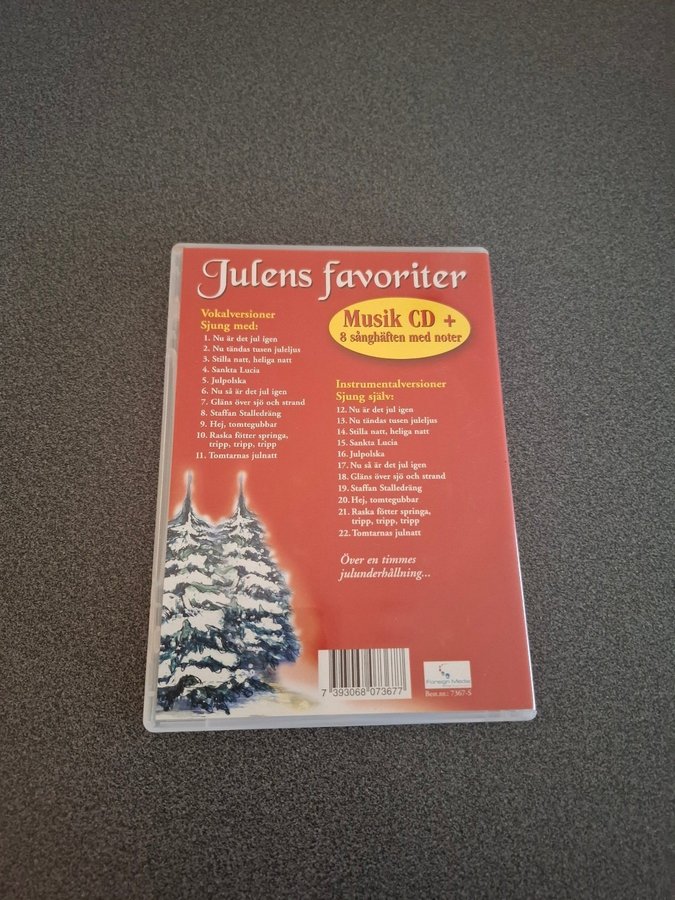 Julens favoriter
Musik CD +
8 sånghäften med noter
Vokalversioner
Sjung med:
1. Nu är det jul igen
2. Nu tändas tusen juleljus
3. Stilla natt, heliga natt
4. Sankta Lucia
5. Julpolska
6. Nu så är det jul igen
7. Gläns över sjö och strand
8. Staffan Stalledräng
9. Hej, tomtegubbar
10. Raska fötter springa,
tripp, tripp, tripp
11. Tomtarnas julnatt
Instrumentalversioner
Sjung själv:
12. Nu är det jul igen
13. Nu tändas tusen juleljus
14. Stilla natt, heliga natt
15. Sankta Lucia
16. Julpolska
17. Nu så är det jul igen
18. Gläns över sjö och strand
19. Staffan Stalledräng
20. Hej, tomtegubbar
21. Raska fötter springa,
tripp, tripp, tripp
22. Tomtarnas julnatt
Över en timmes
julunderhållning...
7 393068 073677
Foreign Media
Best.nr.: 7367-S